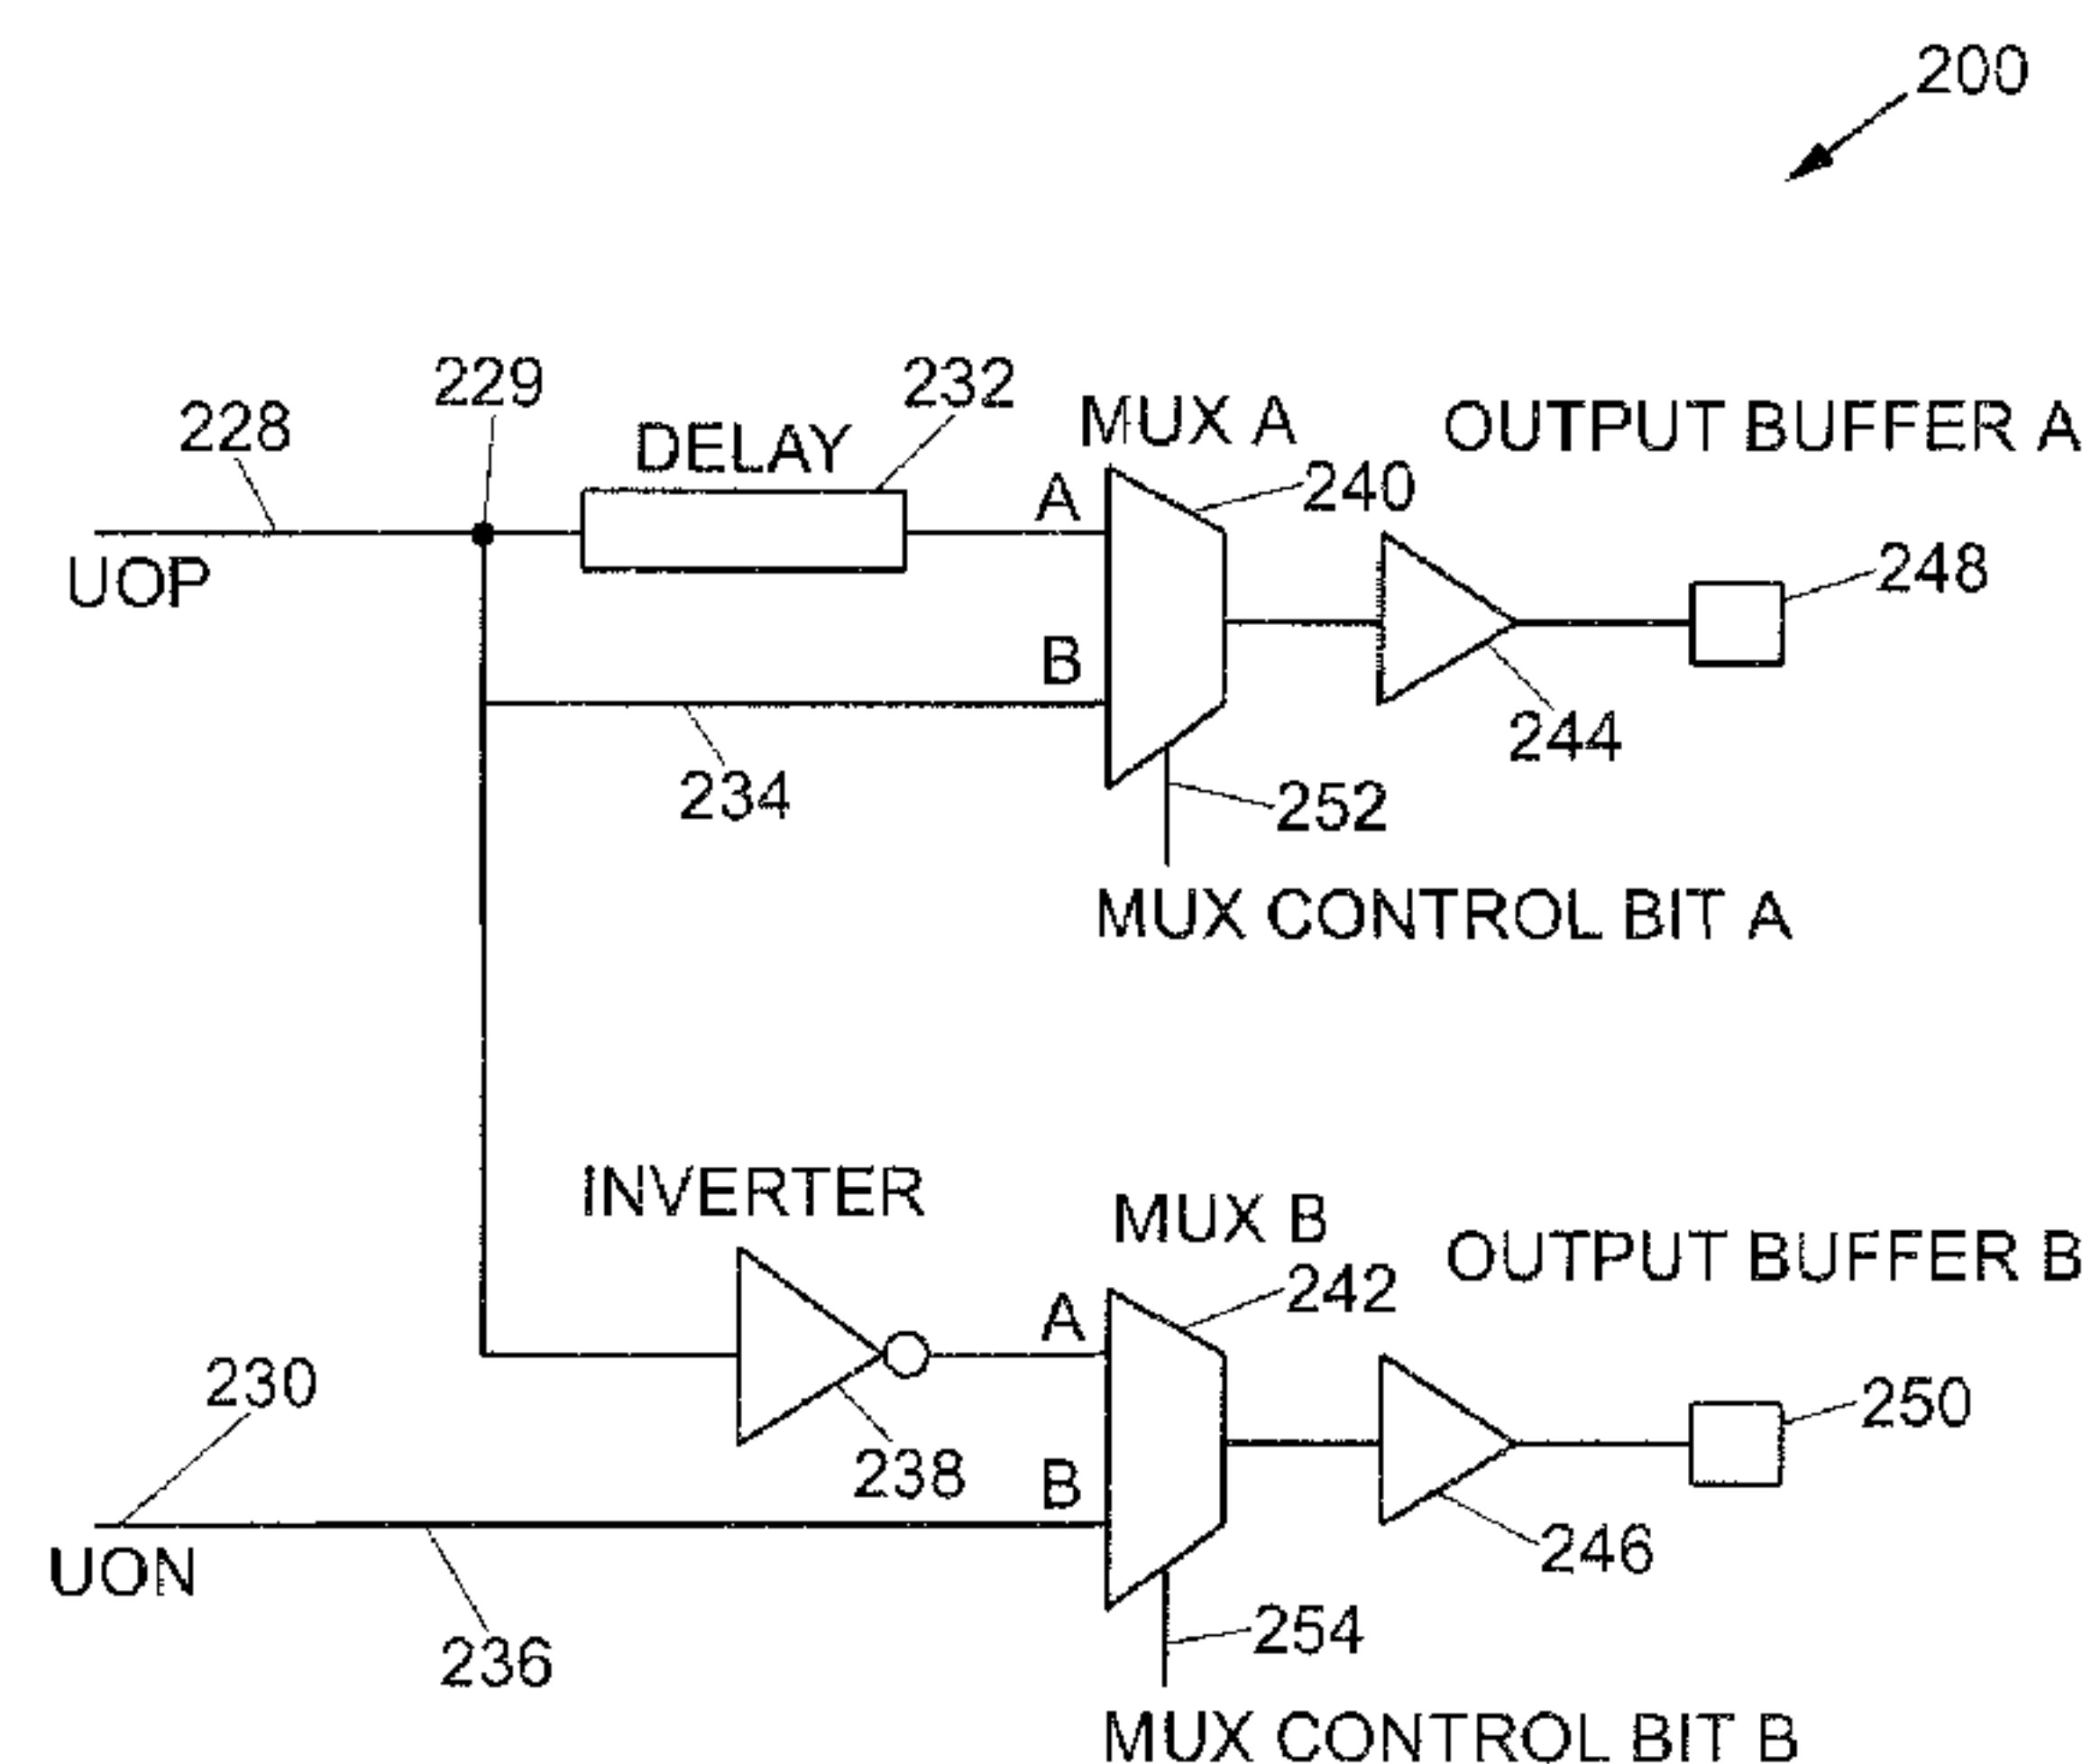 200
229
232
228
DELAY
MUX A
OUTPUT BUFFER A
A
240
UOP
248
B
244
234
252
MUX CONTROL BIT A
INVERTER
MUX B
OUTPUT BUFFER B
242
A
230
250
238
B
246
UON
236
254
MUX CONTROL BIT B